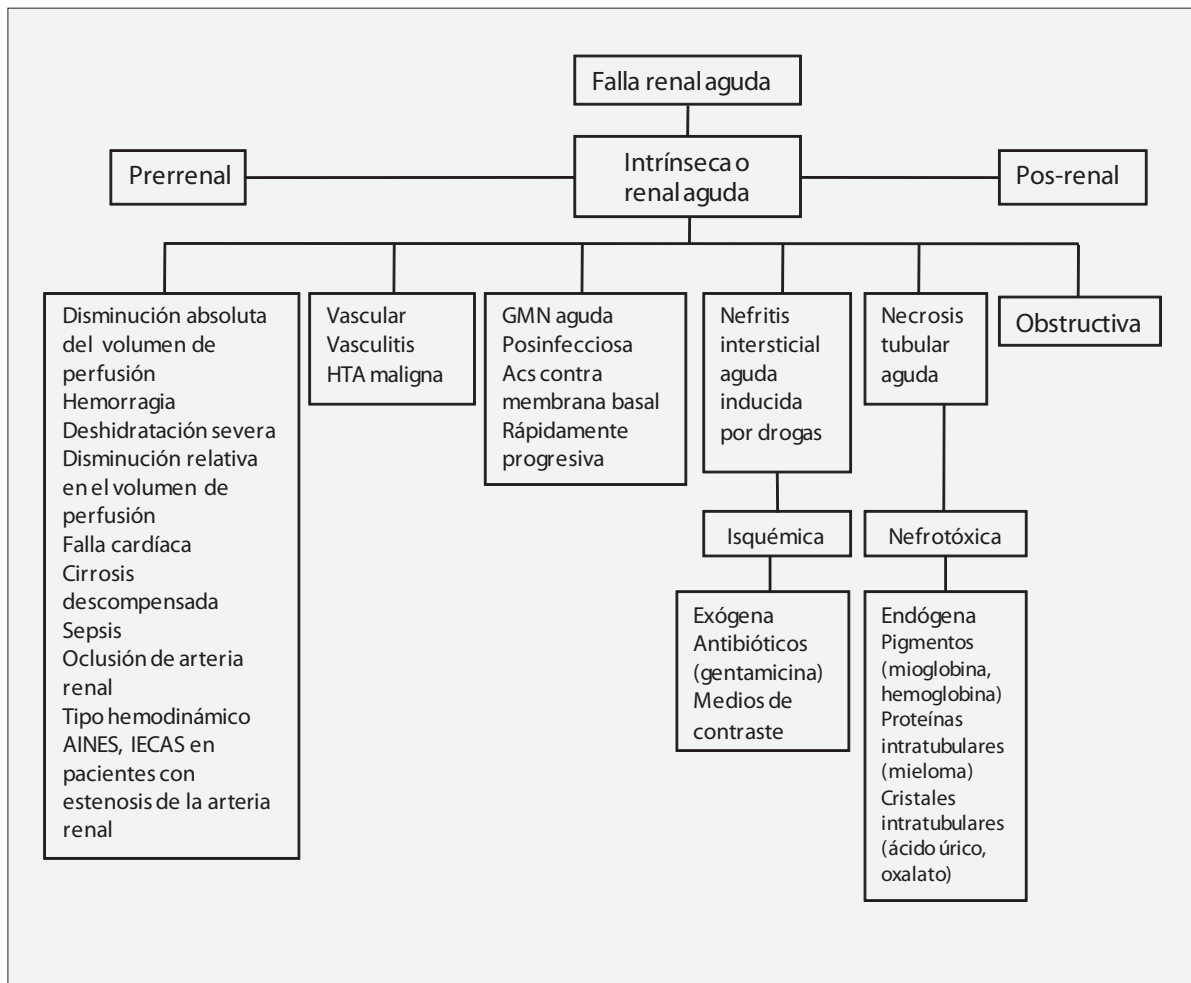 Falla renal aguda
Prerrenal
Intrínseca o
renal aguda
Pos-renal
Disminución absoluta
del volumen de
perfusión
Hemorragia
Deshidratación severa
Disminución relativa
en el volumen de
perfusión
Falla cardíaca
Cirrosis
descompensada
Sepsis
Oclusión de arteria
renal
Tipo hemodinámico
AINES, IECAS en
pacientes con
estenosis de la arteria
renal
Vascular
Vasculitis
HTA maligna
GMN aguda
Posinfecciosa
Acs contra
membrana basal
Rápidamente
progresiva
Nefritis
intersticial
aguda
inducida
por drogas
Necrosis
tubular
aguda
Obstructiva
Isquémica
Nefrotóxica
Exógena
Antibióticos
(gentamicina)
Medios de
contraste
Endógena
Pigmentos
(mioglobina,
hemoglobina)
Proteínas
intratubulares
(mieloma)
Cristales
intratubulares
(ácido úrico,
oxalato)